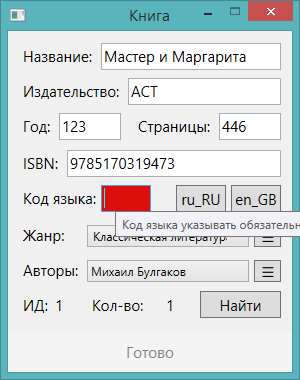 Книга
Название: Мастер и Маргарита
Издательство: АСТ
Год: 123 Страницы: 446
ISBN: 9785170319473
Код языка: ru_RU en_GB
Код языка указывать обязательн
Жанр: Классическая литератур
Авторы: Михаил Булгаков
ИД: 1 Кол-во: 1 Найти
Готово